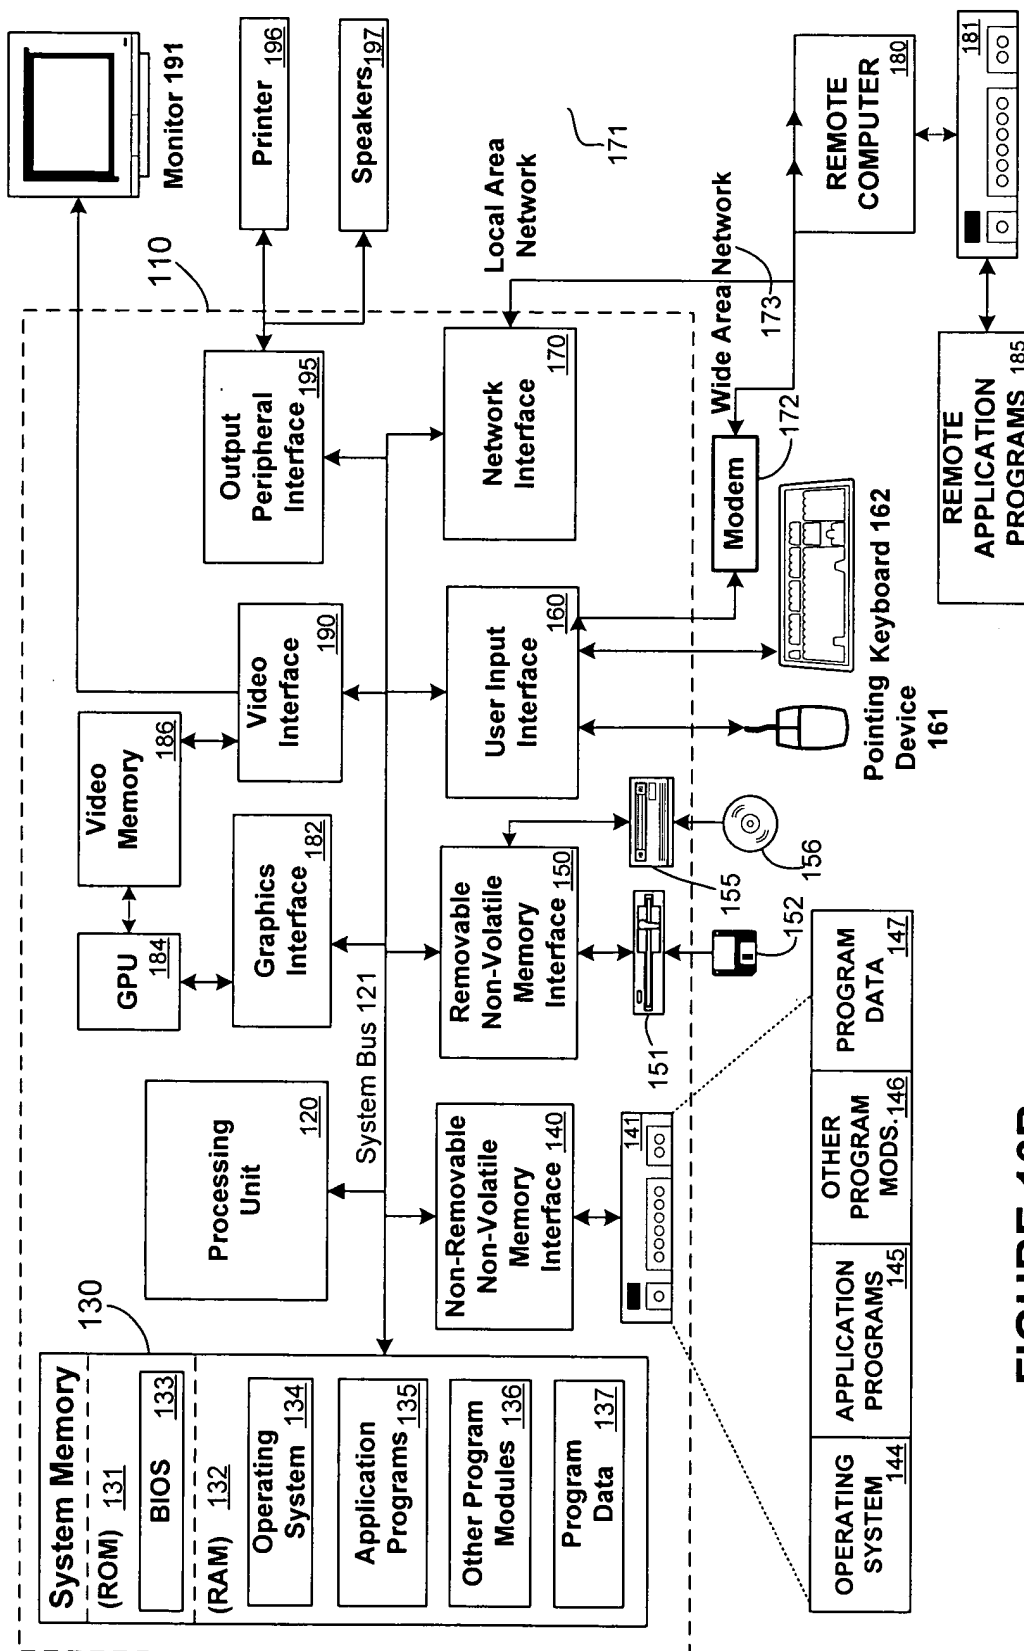 System Memory
(ROM) 131
BIOS 133
(RAM) 132
Operating
System 134
Application
Programs 135
Other Program
Modules 136
Program
Data 137
130
Processing
Unit
120
System Bus 121
GPU
184
Video
Memory
186
Graphics
Interface
182
Video
Interface
190
Output
Peripheral
Interface
195
110
Monitor 191
Printer 196
Speakers 197
Non-Removable
Non-Volatile
Memory
Interface 140
Removable
Non-Volatile
Memory
Interface 150
User Input
Interface
160
Network
Interface
170
Local Area
Network
171
141
151
152
155
156
Modem
172
Wide Area Network
173
Pointing
Device
161
Keyboard 162
REMOTE
COMPUTER
180
181
REMOTE
APPLICATION
PROGRAMS 185
OPERATING
SYSTEM 144
APPLICATION
PROGRAMS 145
OTHER
PROGRAM
MODS. 146
PROGRAM
DATA 147